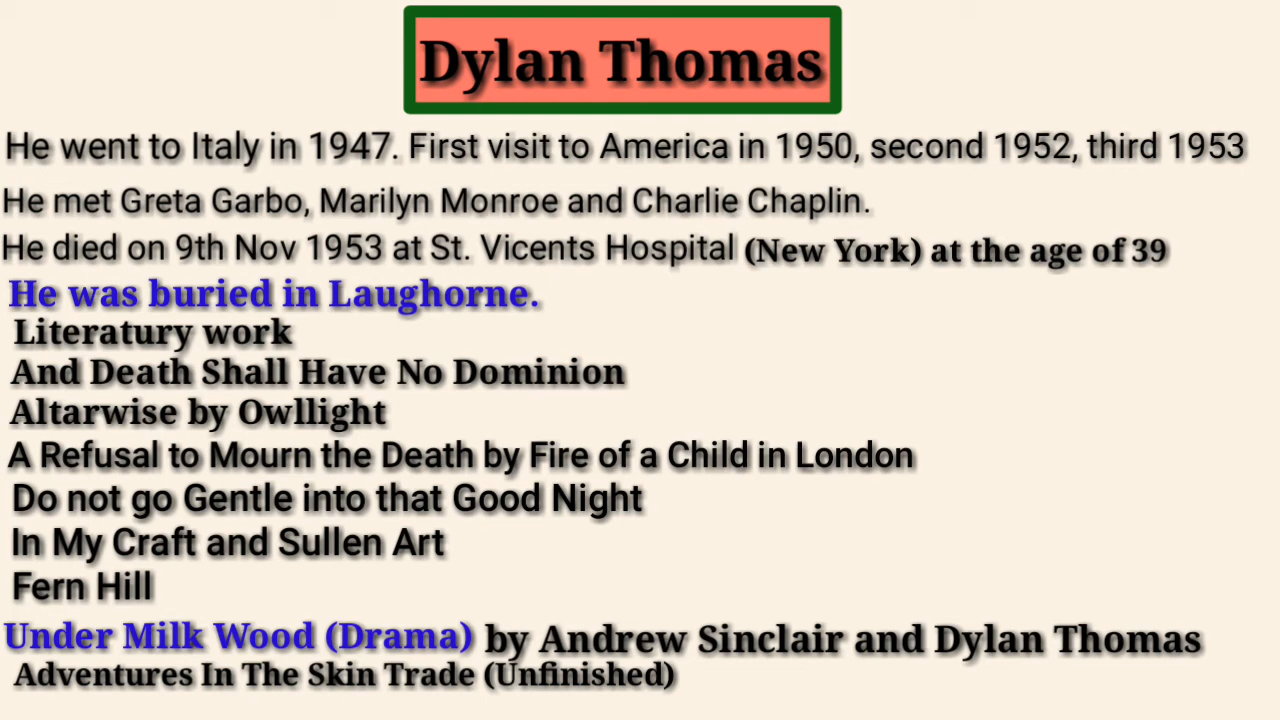 Dylan Thomas
He went to Italy in 1947. First visit to America in 1950, second 1952, third 1953
He met Greta Garbo, Marilyn Monroe and Charlie Chaplin.
He died on 9th Nov 1953 at St. Vicents Hospital (New York) at the age of 39
He was buried in Laughorne.
Literatury work
And Death Shall Have No Dominion
Altarwise by Owllight
A Refusal to Mourn the Death by Fire of a Child in London
Do not go Gentle into that Good Night
In My Craft and Sullen Art
Fern Hill
Under Milk Wood (Drama) by Andrew Sinclair and Dylan Thomas
Adventures In The Skin Trade (Unfinished)